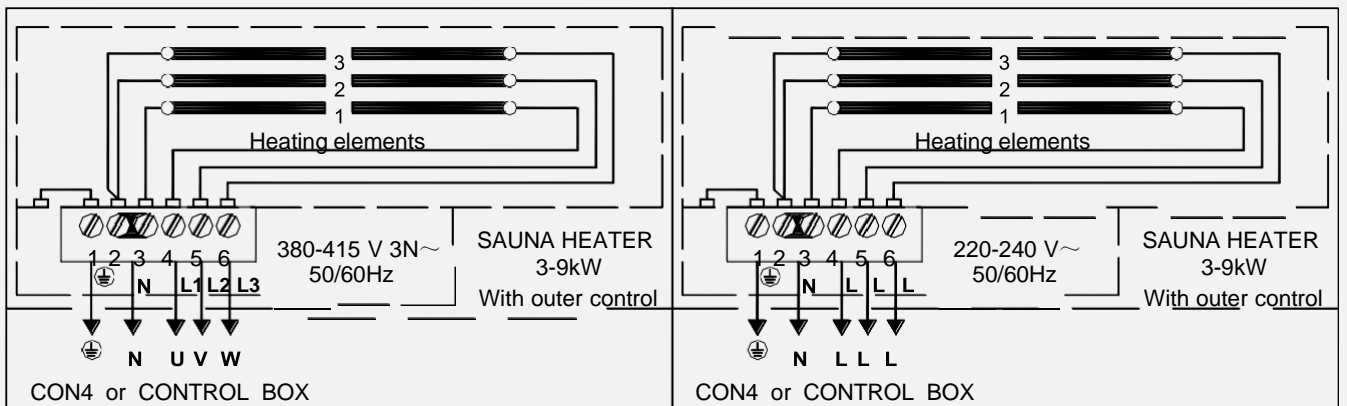 3
2
1
Heating elements
1 2 3 4 5 6
N L1 L2 L3
380-415 V 3N～
50/60Hz
SAUNA HEATER
3-9kW
With outer control
N U V W
CON4 or CONTROL BOX
3
2
1
Heating elements
1 2 3 4 5 6
N L L L
220-240 V～
50/60Hz
SAUNA HEATER
3-9kW
With outer control
N L L L
CON4 or CONTROL BOX